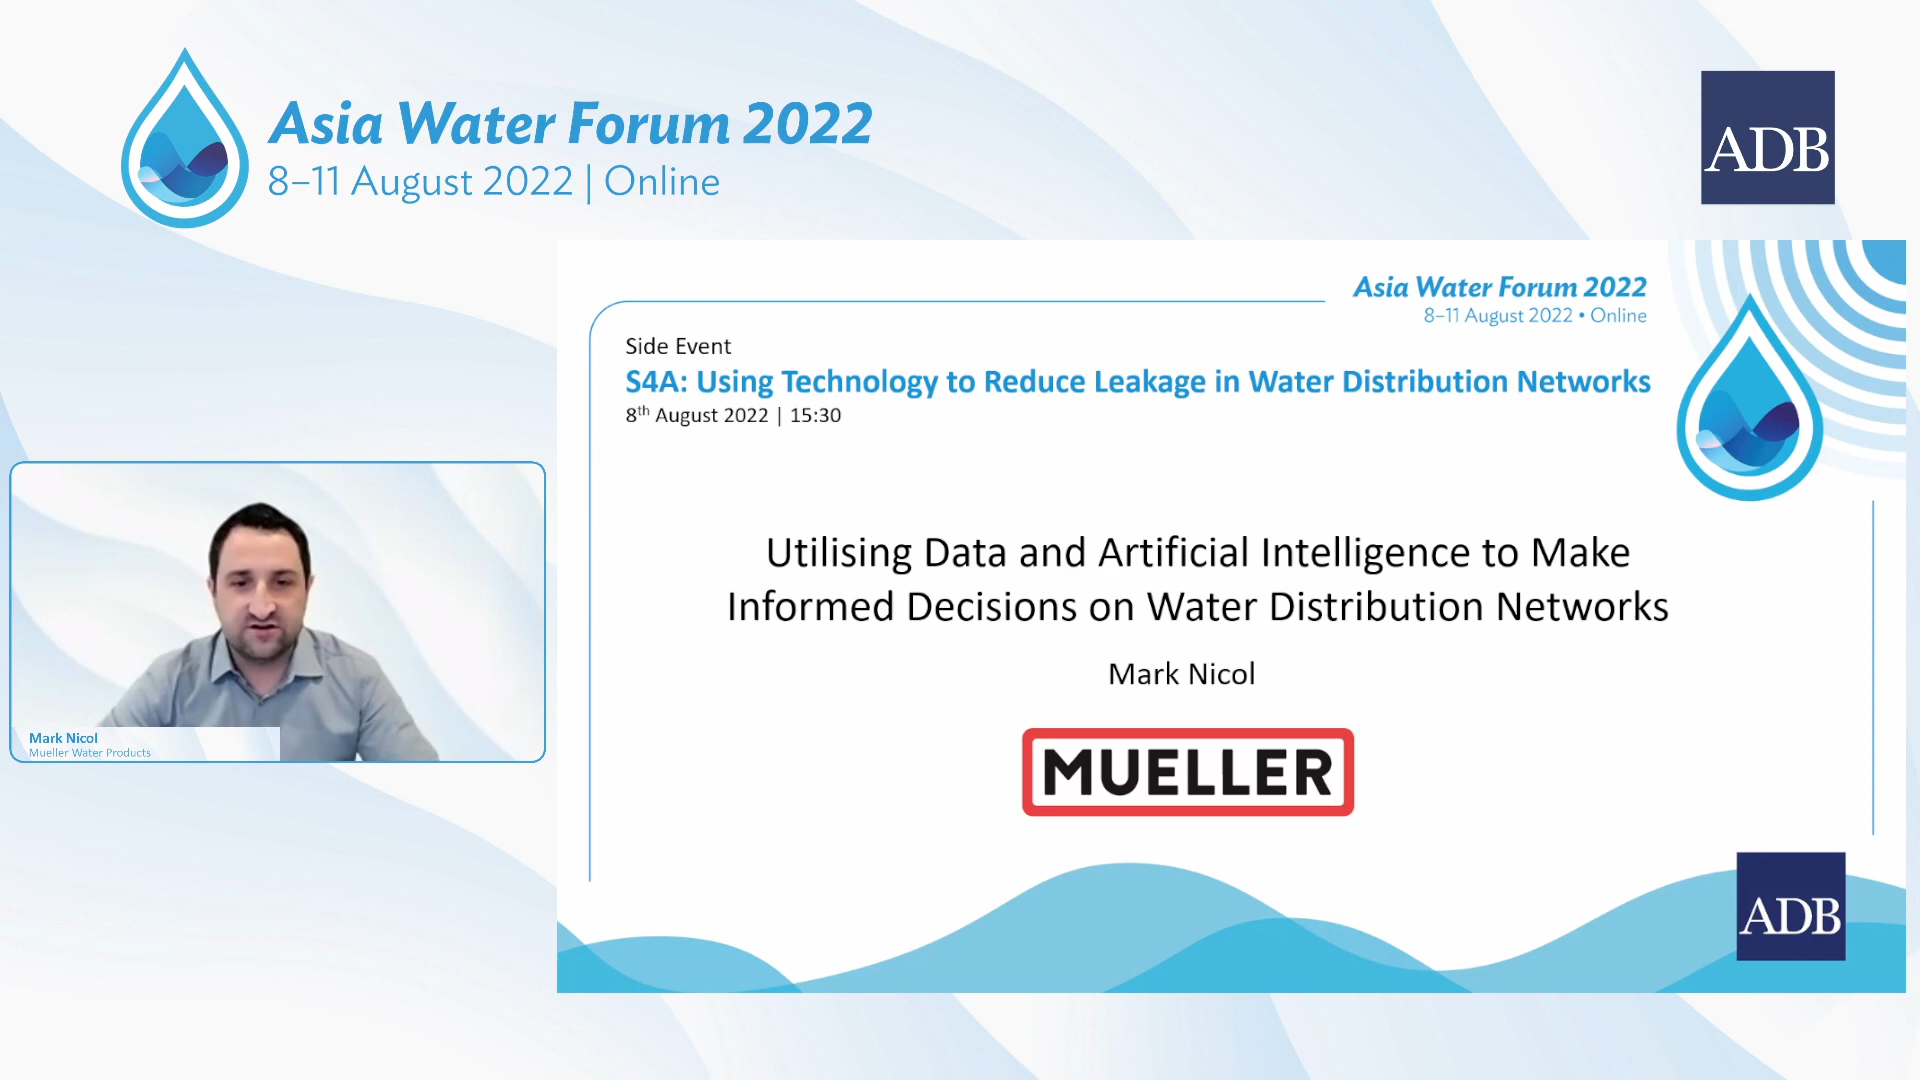 Asia Water Forum 2022
8–11 August 2022 | Online
ADB
Asia Water Forum 2022
8–11 August 2022 • Online
Side Event
S4A: Using Technology to Reduce Leakage in Water Distribution Networks
8th August 2022 | 15:30
Utilising Data and Artificial Intelligence to Make
Informed Decisions on Water Distribution Networks
Mark Nicol
MUELLER
ADB
Mark Nicol
Mueller Water Products